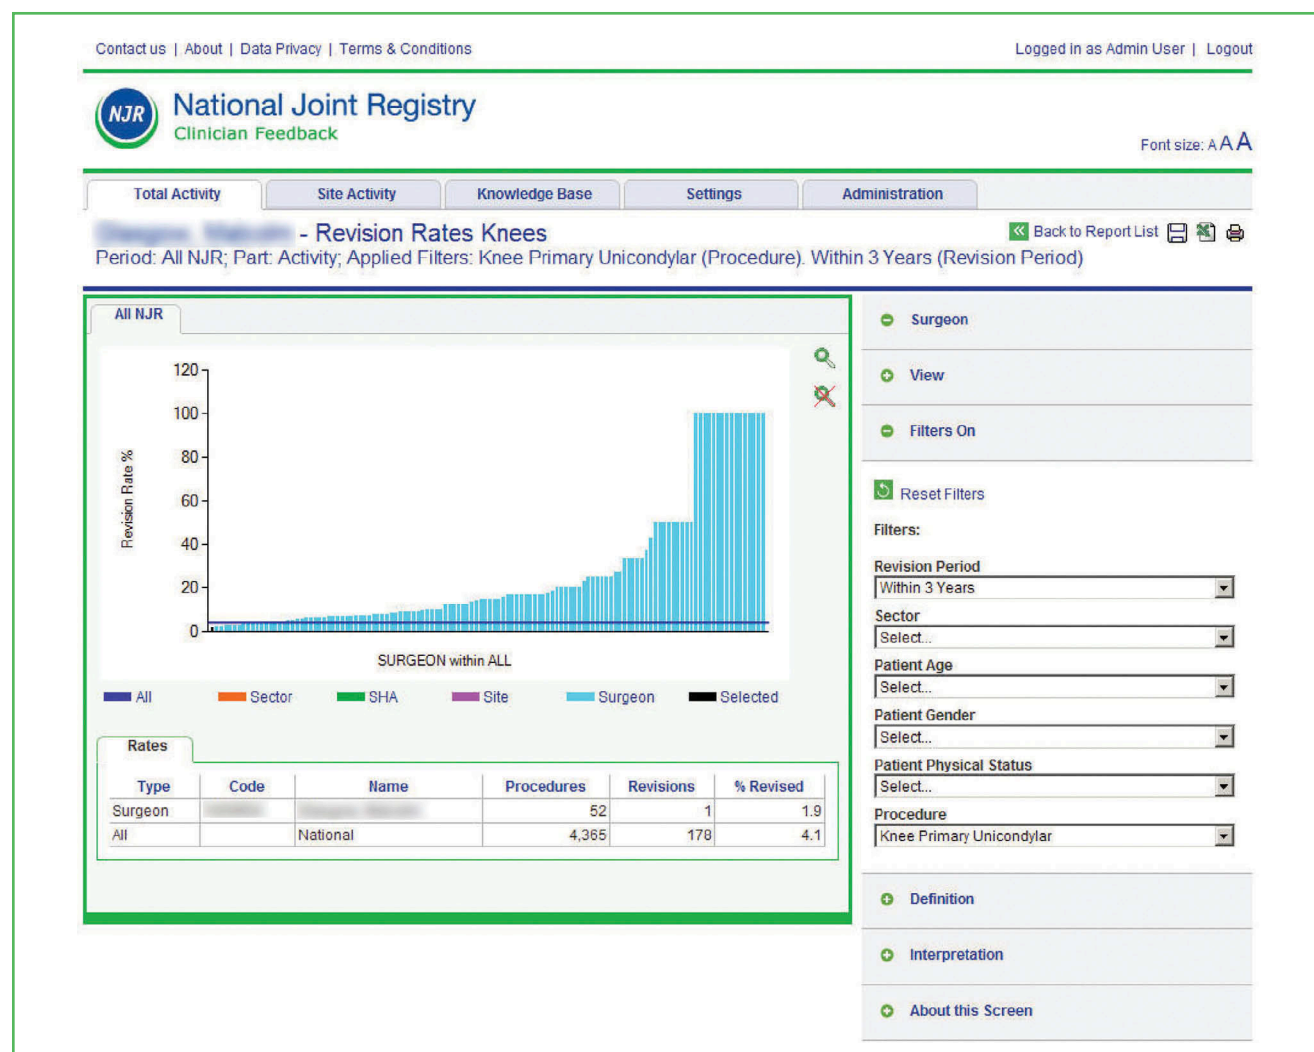 Contact us | About | Data Privacy | Terms & Conditions
Logged in as Admin User | Logout
NJR
National Joint Registry
Clinician Feedback
Font size: A A A
Total Activity
Site Activity
Knowledge Base
Settings
Administration
- Revision Rates Knees
Back to Report List
Period: All NJR; Part: Activity; Applied Filters: Knee Primary Unicondylar (Procedure). Within 3 Years (Revision Period)
All NJR
120
100
80
60
40
20
0
Revision Rate %
SURGEON within ALL
All Sector SHA Site Surgeon Selected
Rates
Type Code Name Procedures Revisions % Revised
Surgeon 52 1 1.9
All National 4,365 178 4.1
Surgeon
View
Filters On
Reset Filters
Filters:
Revision Period
Within 3 Years
Sector
Select...
Patient Age
Select...
Patient Gender
Select...
Patient Physical Status
Select...
Procedure
Knee Primary Unicondylar
Definition
Interpretation
About this Screen